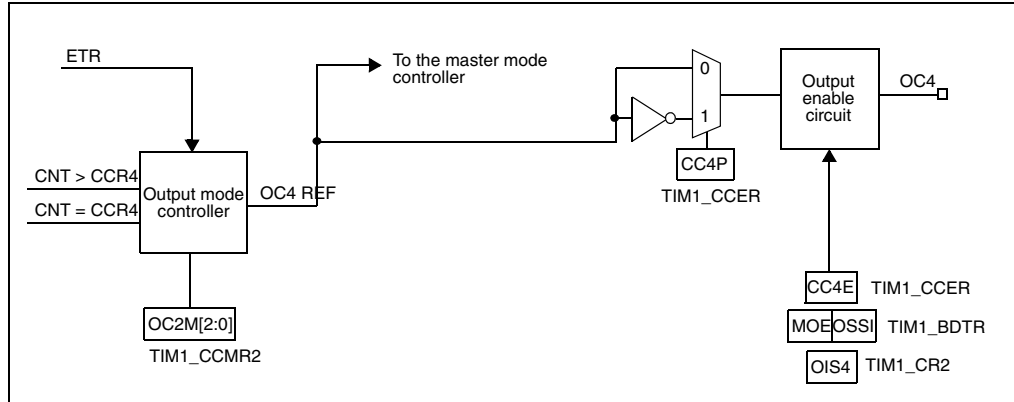 ETR
To the master mode
controller
0
1
Output
enable
circuit
OC4
CC4P
TIM1_CCER
CNT > CCR4
CNT = CCR4
Output mode
controller
OC4 REF
OC2M[2:0]
TIM1_CCMR2
CC4E TIM1_CCER
MOE OSSI TIM1_BDTR
OIS4 TIM1_CR2